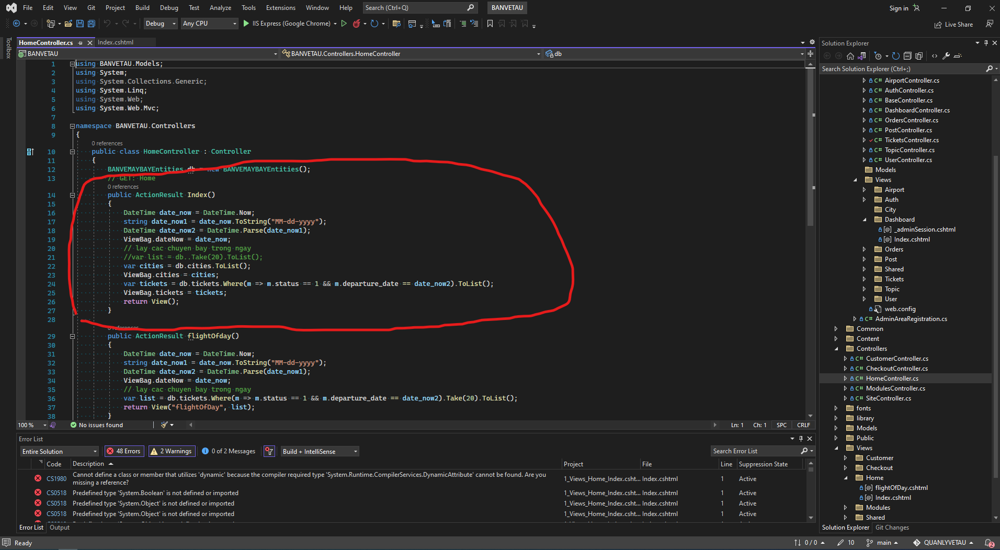 File Edit View Git Project Build Debug Test Analyze Tools Extensions Window Help Search (Ctrl+Q) BANVETAU Sign in
Debug Any CPU IIS Express (Google Chrome) Live Share
Toolbox
HomeController.cs Index.cshtml
BANVETAU BANVETAU.Controllers.HomeController db
1 using BANVETAU.Models;
2 using System;
3 using System.Collections.Generic;
4 using System.Linq;
5 using System.Web;
6 using System.Web.Mvc;
7
8 namespace BANVETAU.Controllers
9 {
0 references
10 public class HomeController : Controller
11 {
12 BANVEMAYBAYEntities db = new BANVEMAYBAYEntities();
13 // GET: Home
0 references
14 public ActionResult Index()
15 {
16 DateTime date_now = DateTime.Now;
17 string date_now1 = date_now.ToString("MM-dd-yyyy");
18 DateTime date_now2 = DateTime.Parse(date_now1);
19 ViewBag.dateNow = date_now;
20 // lay cac chuyen bay trong ngay
21 //var list = db..Take(20).ToList();
22 var cities = db.cities.ToList();
23 ViewBag.cities = cities;
24 var tickets = db.tickets.Where(m => m.status == 1 && m.departure_date == date_now2).ToList();
25 ViewBag.tickets = tickets;
26 return View();
27 }
28
0 references
29 public ActionResult flightOfday()
30 {
31 DateTime date_now = DateTime.Now;
32 string date_now1 = date_now.ToString("MM-dd-yyyy");
33 DateTime date_now2 = DateTime.Parse(date_now1);
34 ViewBag.dateNow = date_now;
35 // lay cac chuyen bay trong ngay
36 var list = db.tickets.Where(m => m.status == 1 && m.departure_date == date_now2).Take(20).ToList();
37 return View("flightOfDay", list);
38 }
100 % No issues found Ln: 1 Ch: 1 SPC CRLF
Error List
Entire Solution 48 Errors 2 Warnings 0 of 2 Messages Build + IntelliSense Search Error List
Code Description Project File Line Suppression State
CS1980 Cannot define a class or member that utilizes 'dynamic' because the compiler required type 'System.Runtime.CompilerServices.DynamicAttribute' cannot be found. Are you
missing a reference? 1_Views_Home_Index.csht... Index.cshtml 1 Active
CS0518 Predefined type 'System.Boolean' is not defined or imported 1_Views_Home_Index.csht... Index.cshtml 1 Active
CS0518 Predefined type 'System.Object' is not defined or imported 1_Views_Home_Index.csht... Index.cshtml 1 Active
CS0518 Predefined type 'System.Object' is not defined or imported 1_Views_Home_Index.csht... Index.cshtml 1 Active
Error List Output
Solution Explorer
Search Solution Explorer (Ctrl+;)
C# AirportController.cs
C# AuthController.cs
C# BaseController.cs
C# DashboardController.cs
C# OrdersController.cs
C# PostController.cs
C# TicketsController.cs
C# TopicController.cs
C# UserController.cs
Models
Views
Airport
Auth
City
Dashboard
[@] _adminSession.cshtml
[@] Index.cshtml
Orders
Post
Shared
Tickets
Topic
User
web.config
C# AdminAreaRegistration.cs
Common
Content
Controllers
C# CustomerController.cs
C# CheckoutController.cs
C# HomeController.cs
C# ModulesController.cs
C# SiteController.cs
fonts
library
Models
Public
Views
Customer
Checkout
Home
[@] flightOfDay.cshtml
[@] Index.cshtml
Modules
Shared
Solution Explorer Git Changes
Ready 0 / 0 10 main QUANLYVETAU 2